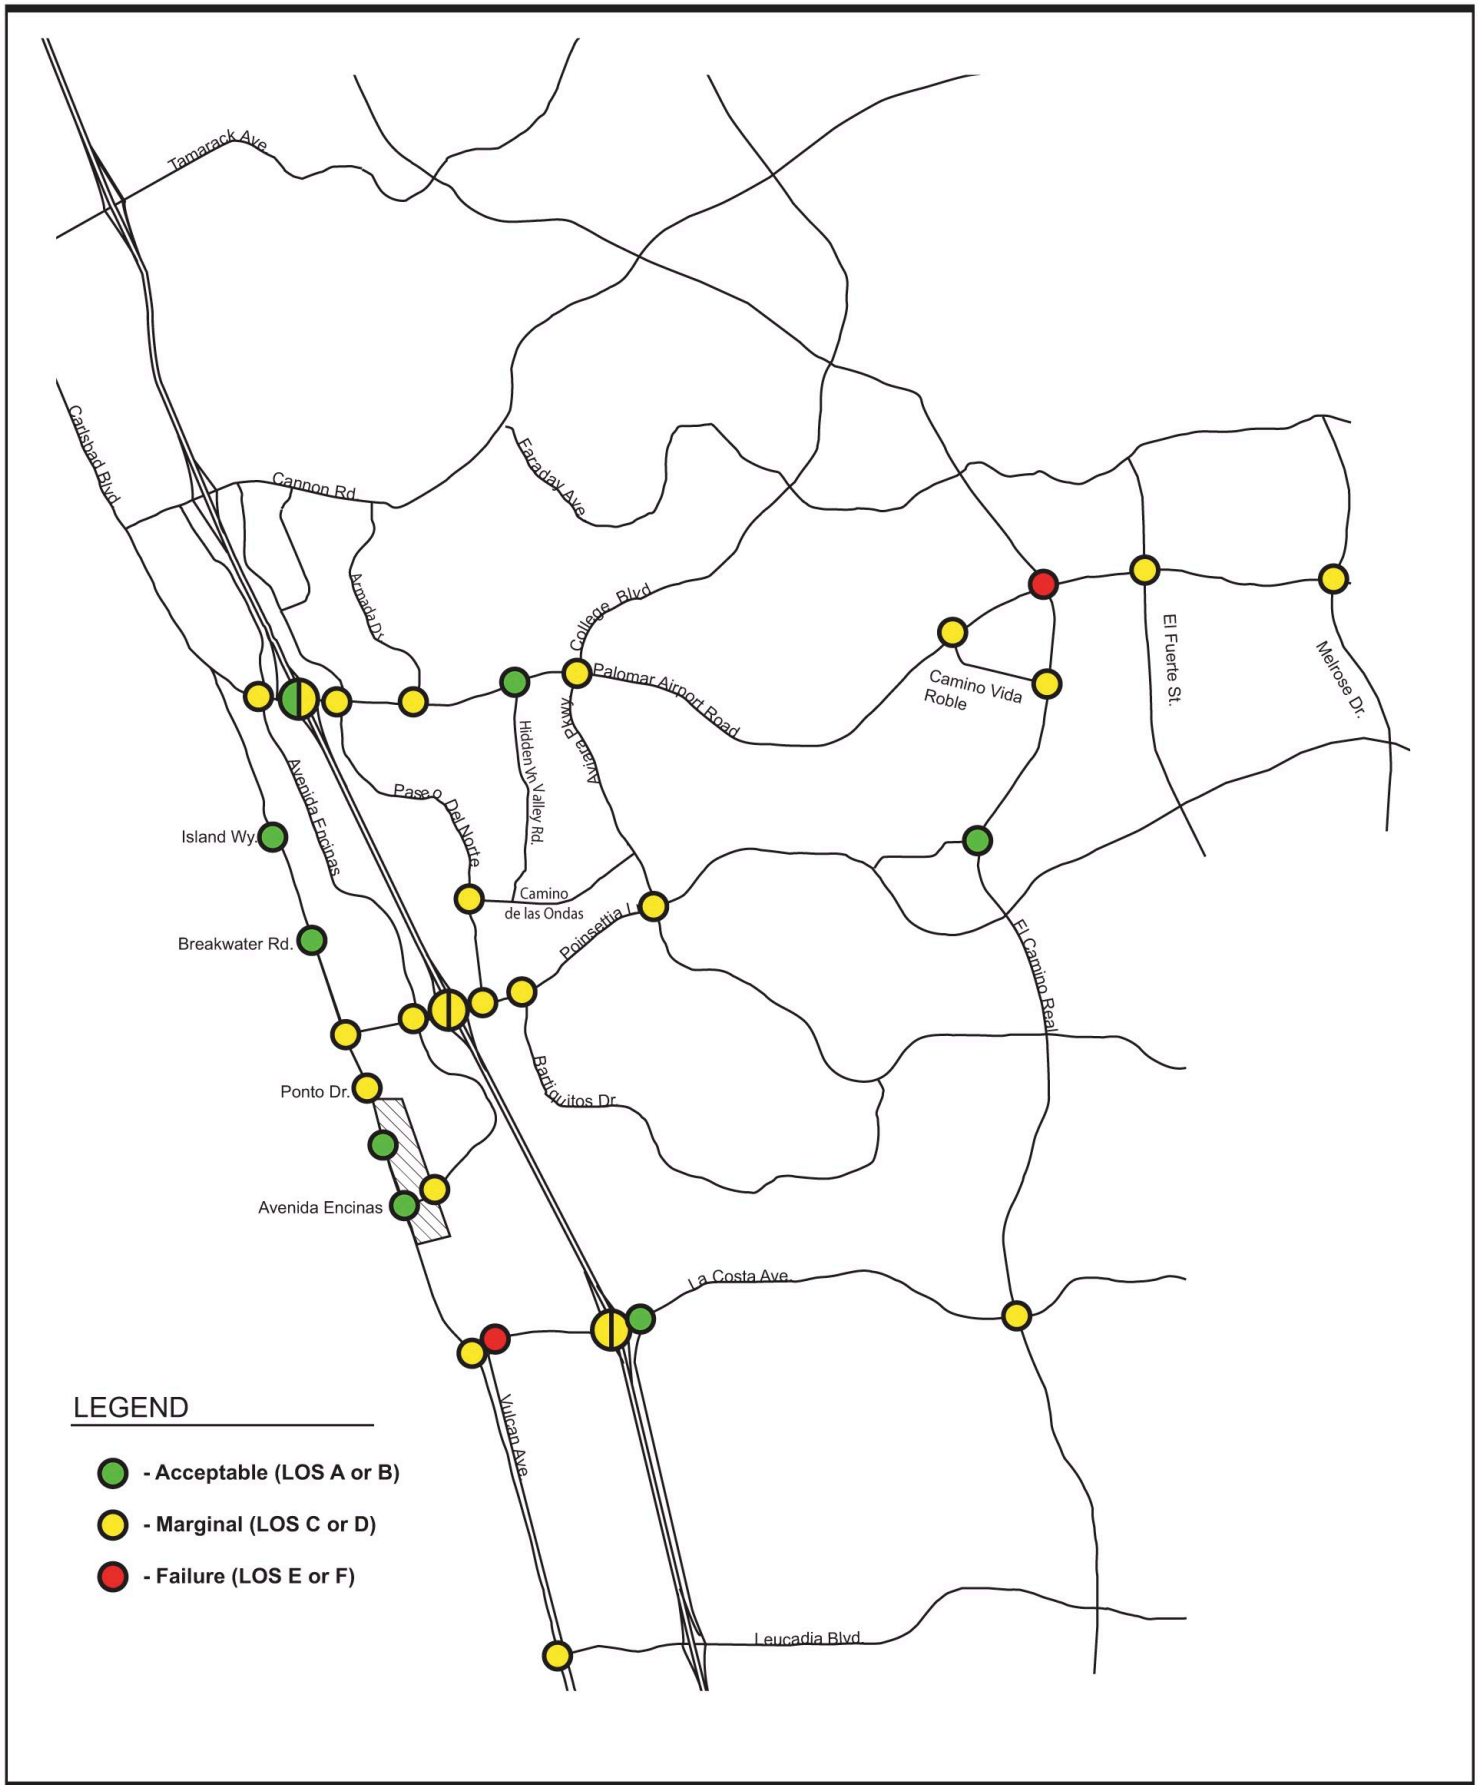 Tamarack Ave.
Carlsbad Blvd.
Cannon Rd.
Faraday Ave.
Armada Dr.
College Blvd.
Palomar Airport Road
Camino Vida
Roble
El Fuerte St.
Melrose Dr.
Aviara Pkwy
Hidden Vn Valley Rd.
Avenida Encinas
Paseo Del Norte
Island Wy.
Camino
de las Ondas
Poinsettia
Breakwater Rd.
El Camino Real
Ponto Dr.
Batiquitos Dr.
Avenida Encinas
La Costa Ave.
Vulcan Ave.
Leucadia Blvd.
LEGEND
- Acceptable (LOS A or B)
- Marginal (LOS C or D)
- Failure (LOS E or F)